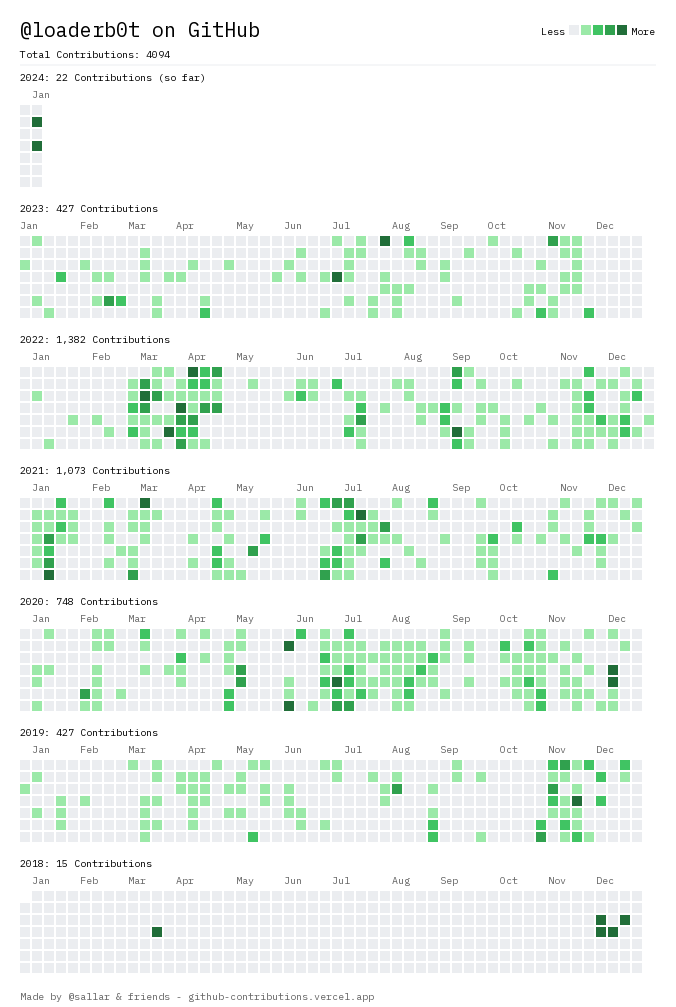 @loaderb0t on GitHub
Less More
Total Contributions: 4094
2024: 22 Contributions (so far)
Jan
2023: 427 Contributions
Jan Feb Mar Apr May Jun Jul Aug Sep Oct Nov Dec
2022: 1,382 Contributions
Jan Feb Mar Apr Jun Jul Aug Sep Oct Nov Dec
2021: 1,073 Contributions
Jan Feb Mar Apr May Jun Jul Aug Sep Oct Nov Dec
2020: 748 Contributions
Jan Feb Mar Apr May Jun Jul Aug Sep Oct Dec
2019: 427 Contributions
Jan Feb Mar Apr May Jun Jul Aug Sep Oct Nov Dec
2018: 15 Contributions
Jan Feb Mar Apr May Jun Jul Aug Sep Oct Nov Dec
Made by @sallar & friends - github-contributions.vercel.app